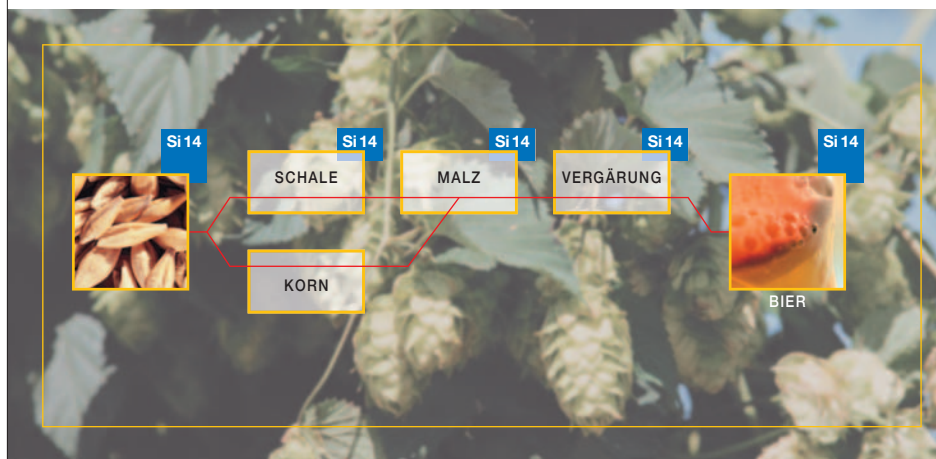 Si 14
Si 14
Si 14
Si 14
Si 14
SCHALE
MALZ
VERGÄRUNG
KORN
BIER